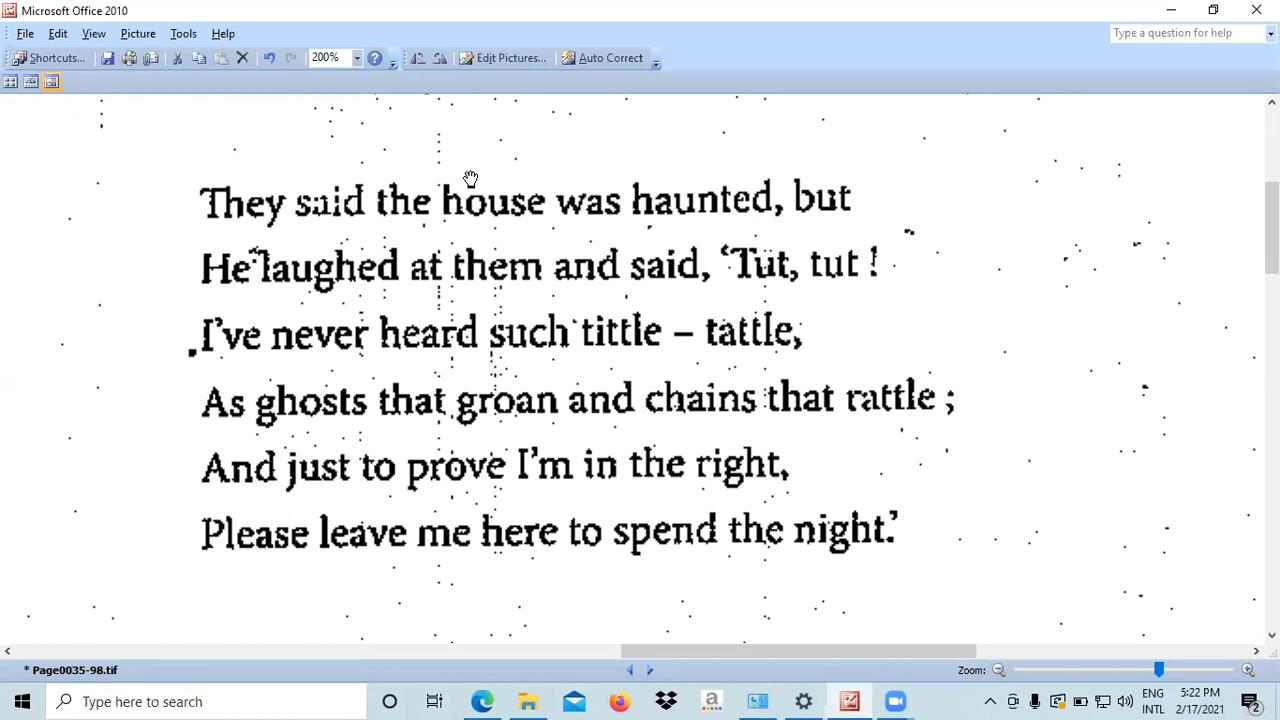 Microsoft Office 2010
File Edit View Picture Tools Help
Type a question for help
Shortcuts... 200% Edit Pictures... Auto Correct
They said the house was haunted, but
He laughed at them and said, ‘Tut, tut !
I’ve never heard such tittle – tattle,
As ghosts that groan and chains that rattle ;
And just to prove I’m in the right,
Please leave me here to spend the night.’
* Page0035-98.tif
Zoom:
Type here to search
a
ENG
INTL
5:22 PM
2/17/2021
2